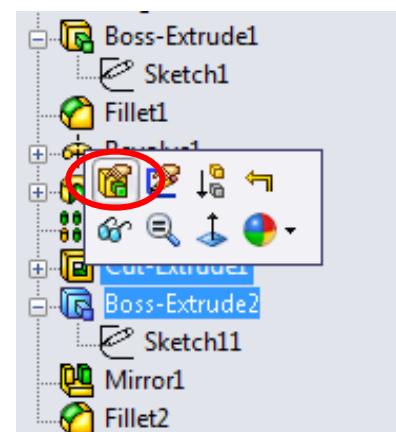 Boss-Extrude1
Sketch1
Fillet1
Cut-Extrude1
Boss-Extrude2
Sketch11
Mirror1
Fillet2